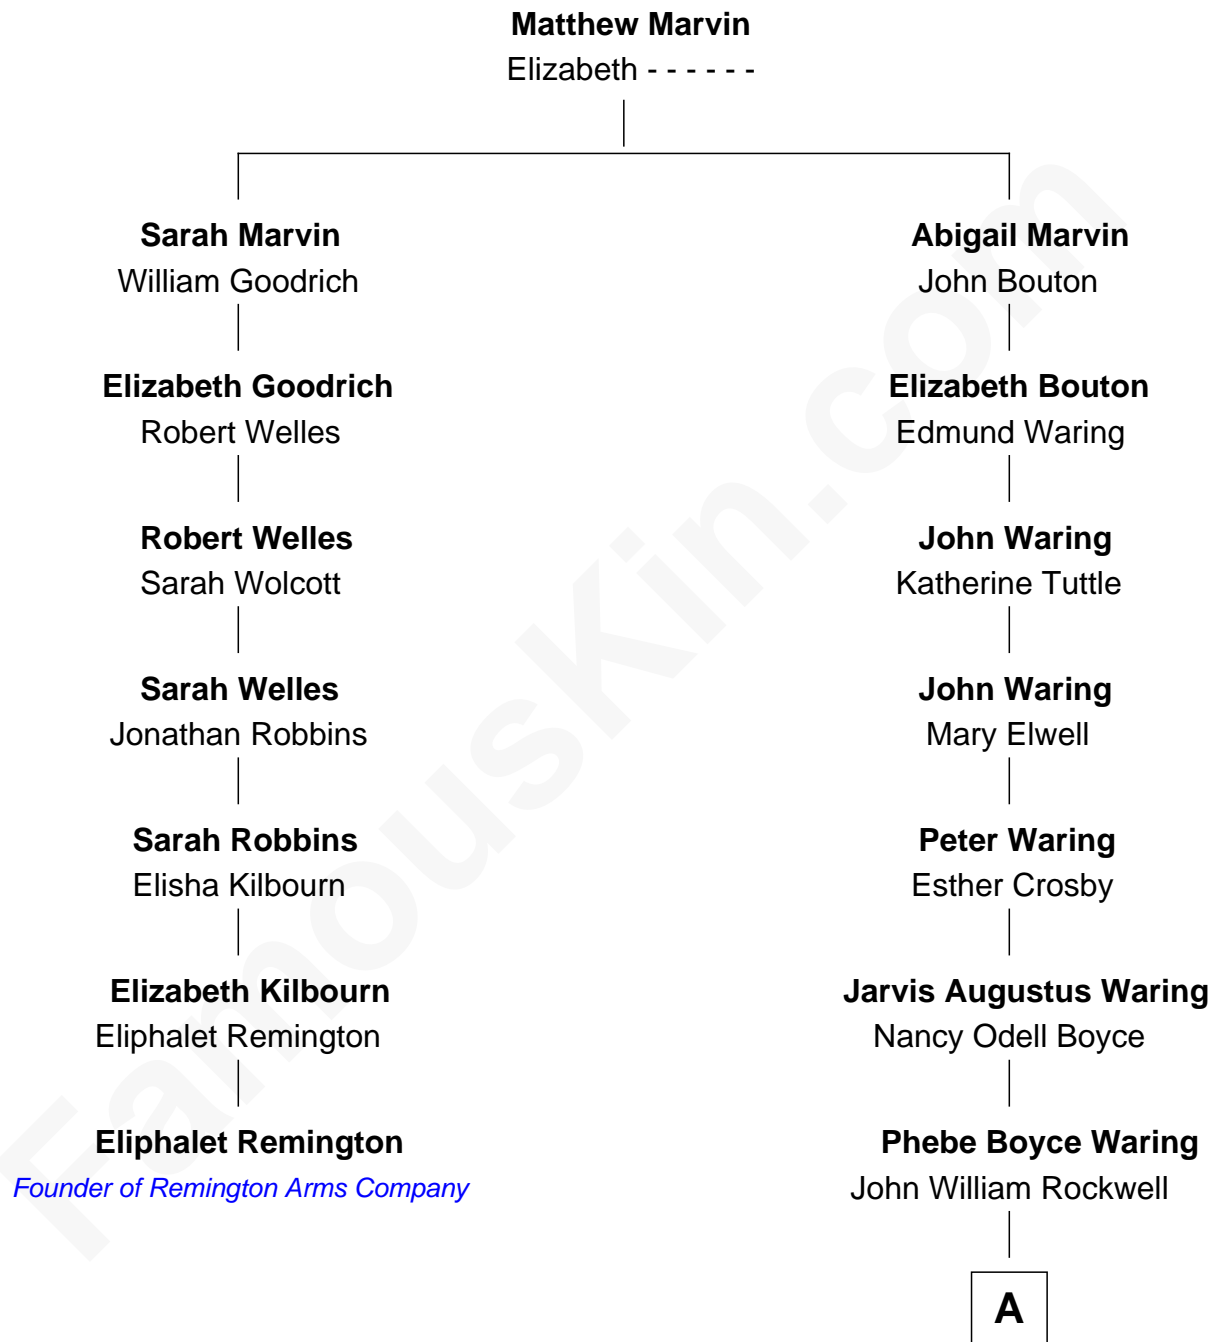 Matthew Marvin
Elizabeth - - - - - -
Sarah Marvin
William Goodrich
Abigail Marvin
John Bouton
Elizabeth Goodrich
Robert Welles
Elizabeth Bouton
Edmund Waring
Robert Welles
Sarah Wolcott
John Waring
Katherine Tuttle
Sarah Welles
Jonathan Robbins
John Waring
Mary Elwell
Sarah Robbins
Elisha Kilbourn
Peter Waring
Esther Crosby
Elizabeth Kilbourn
Eliphalet Remington
Jarvis Augustus Waring
Nancy Odell Boyce
Eliphalet Remington
Founder of Remington Arms Company
Phebe Boyce Waring
John William Rockwell
A
FamousKin.com